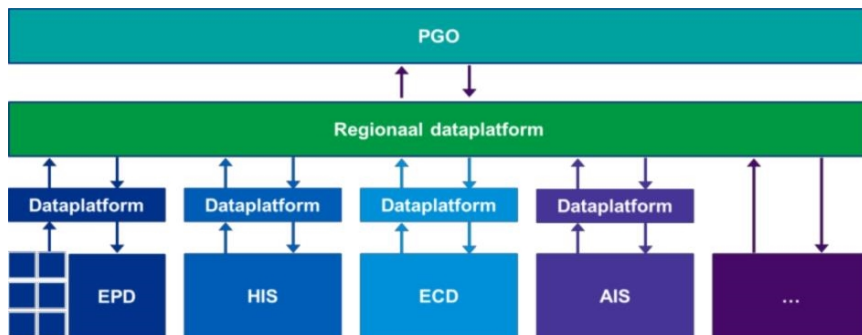 PGO
Regionaal dataplatform
Dataplatform Dataplatform Dataplatform Dataplatform
EPD HIS ECD AIS ...